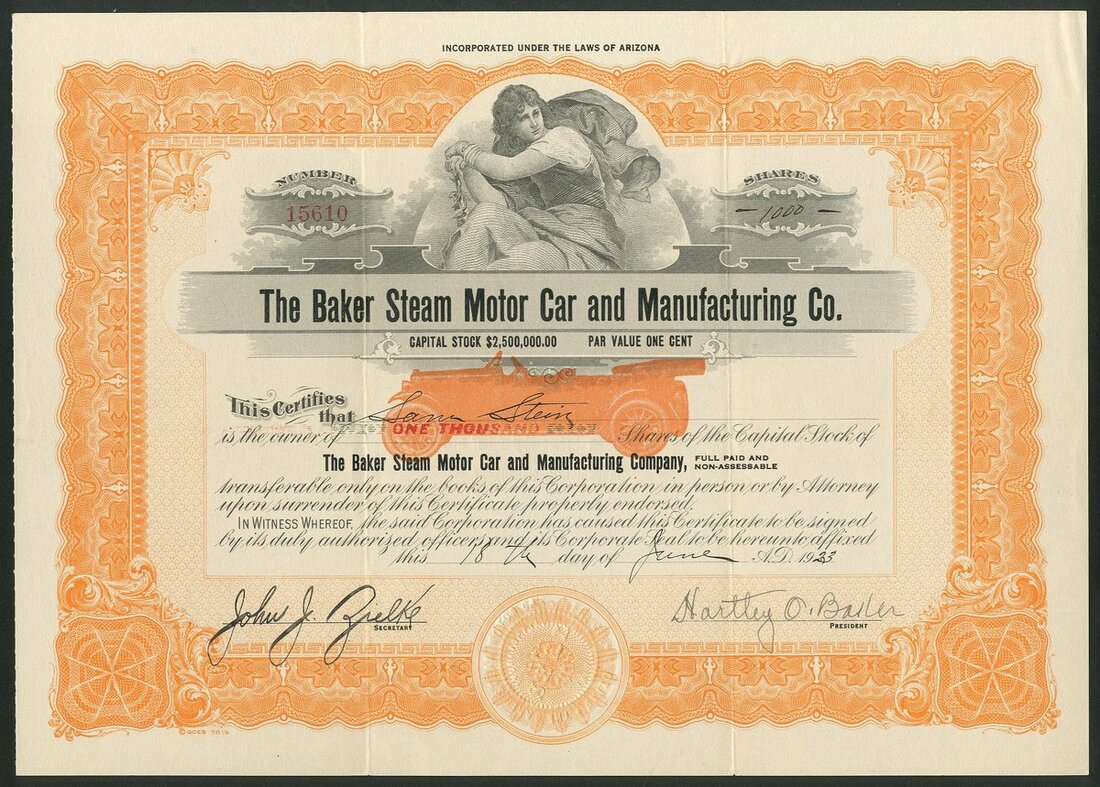 INCORPORATED UNDER THE LAWS OF ARIZONA
NUMBER
15610
SHARES
—1000—
The Baker Steam Motor Car and Manufacturing Co.
CAPITAL STOCK $2,500,000.00 PAR VALUE ONE CENT
This Certifies that Sam Stein
is the owner of ONE THOUSAND Shares of the Capital Stock of
The Baker Steam Motor Car and Manufacturing Company, FULL PAID AND NON-ASSESSABLE
transferable only on the books of this Corporation in person or by Attorney
upon surrender of this Certificate properly endorsed.
IN WITNESS WHEREOF, the said Corporation has caused this Certificate to be signed
by its duly authorized officers and its Corporate Seal to be hereunto affixed
this 18th day of June A.D. 1923
John J.
SECRETARY
Hartley O. Baker
PRESIDENT
© GOES 78½